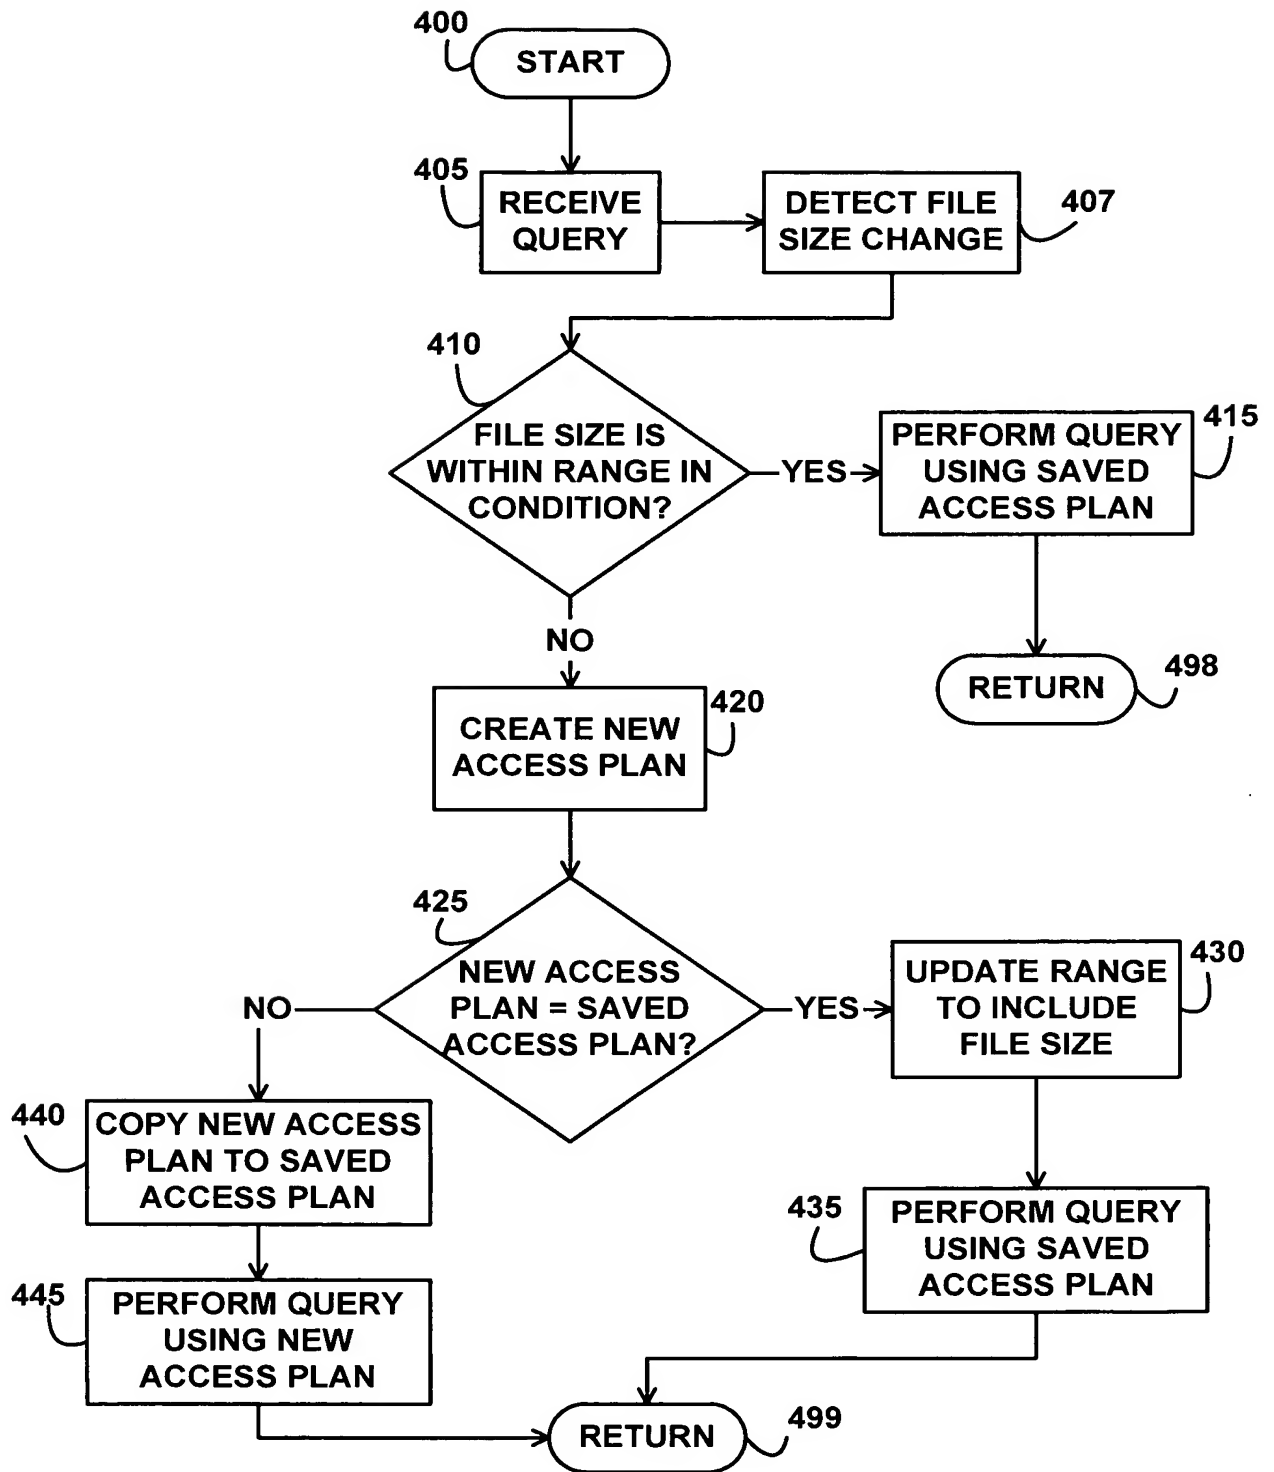 400
START
405
RECEIVE
QUERY
DETECT FILE
SIZE CHANGE
407
410
FILE SIZE IS
WITHIN RANGE IN
CONDITION?
YES
PERFORM QUERY
USING SAVED
ACCESS PLAN
415
NO
RETURN
498
CREATE NEW
ACCESS PLAN
420
425
NEW ACCESS
PLAN = SAVED
ACCESS PLAN?
NO
YES
UPDATE RANGE
TO INCLUDE
FILE SIZE
430
440
COPY NEW ACCESS
PLAN TO SAVED
ACCESS PLAN
435
PERFORM QUERY
USING SAVED
ACCESS PLAN
445
PERFORM QUERY
USING NEW
ACCESS PLAN
RETURN
499